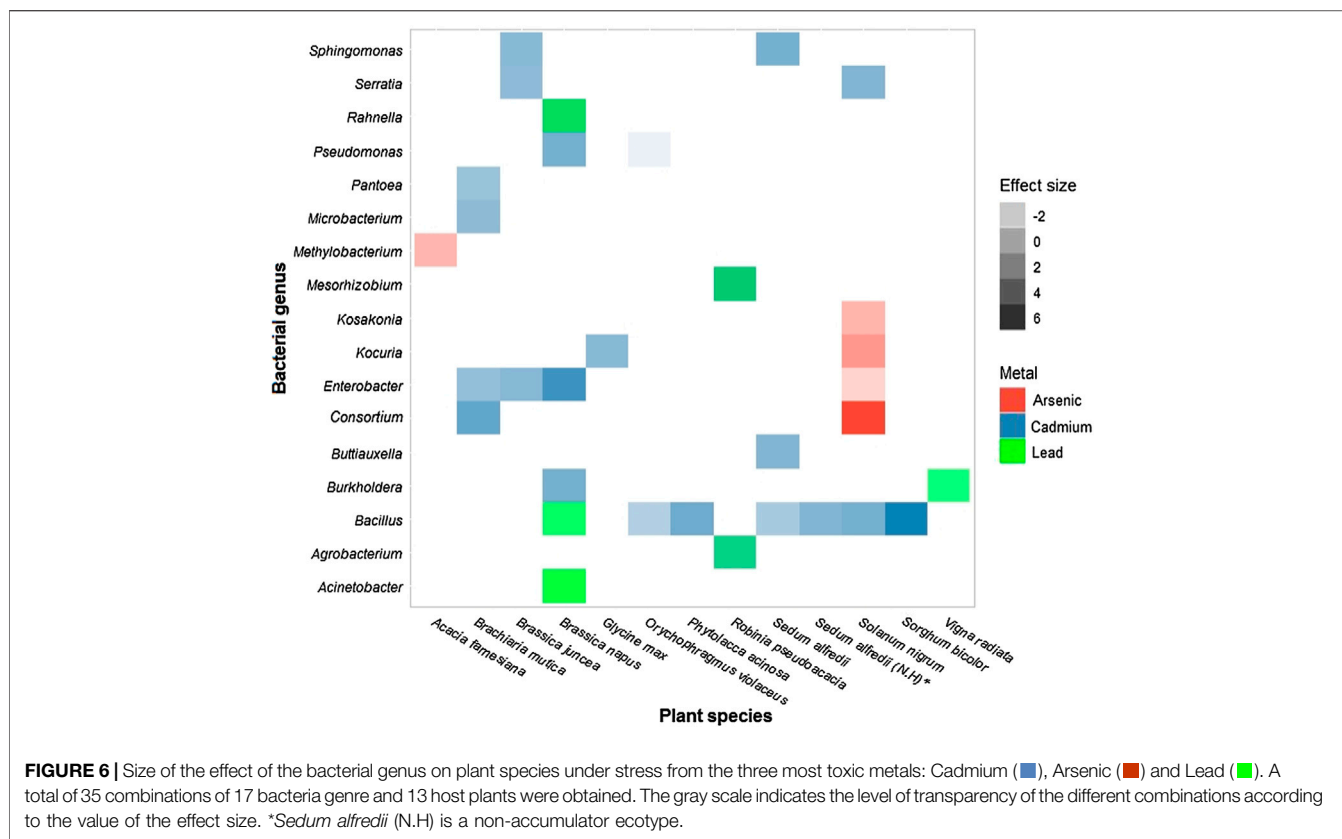 Sphingomonas
Serratia
Rahnella
Pseudomonas
Pantoea
Microbacterium
Methylobacterium
Mesorhizobium
Kosakonia
Kocuria
Enterobacter
Consortium
Buttiauxella
Burkholdera
Bacillus
Agrobacterium
Acinetobacter
Bacterial genus
Acacia farnesiana
Brachiaria mutica
Brassica juncea
Brassica napus
Glycine max
Orychophragmus violaceus
Phytolacca acinosa
Robinia pseudoacacia
Sedum alfredii
Sedum alfredii (N.H)*
Solanum nigrum
Sorghum bicolor
Vigna radiata
Plant species
Effect size
-2
0
2
4
6
Metal
Arsenic
Cadmium
Lead
FIGURE 6 | Size of the effect of the bacterial genus on plant species under stress from the three most toxic metals: Cadmium (■), Arsenic (■) and Lead (■). A
total of 35 combinations of 17 bacteria genre and 13 host plants were obtained. The gray scale indicates the level of transparency of the different combinations according
to the value of the effect size. *Sedum alfredii (N.H) is a non-accumulator ecotype.